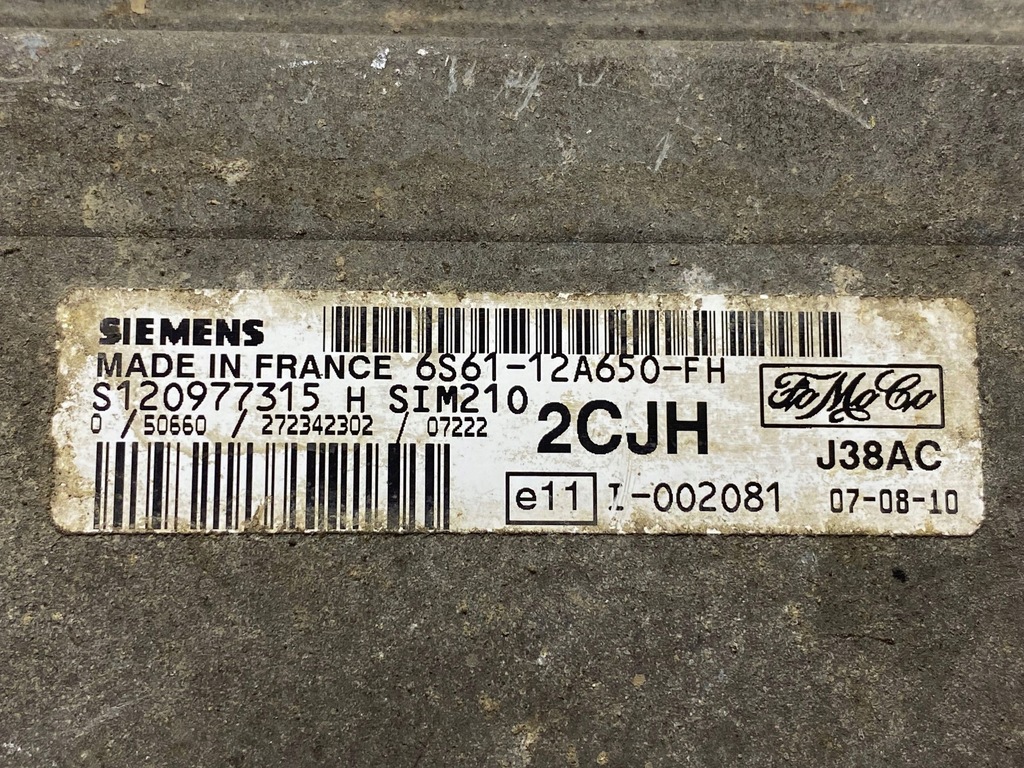 SIEMENS
MADE IN FRANCE 6S61-12A650-FH
S120977315 H SIM210
0 / 50660 / 272342302 / 07222
2CJH
FoMoCo
J38AC
e11 I-002081 07-08-10